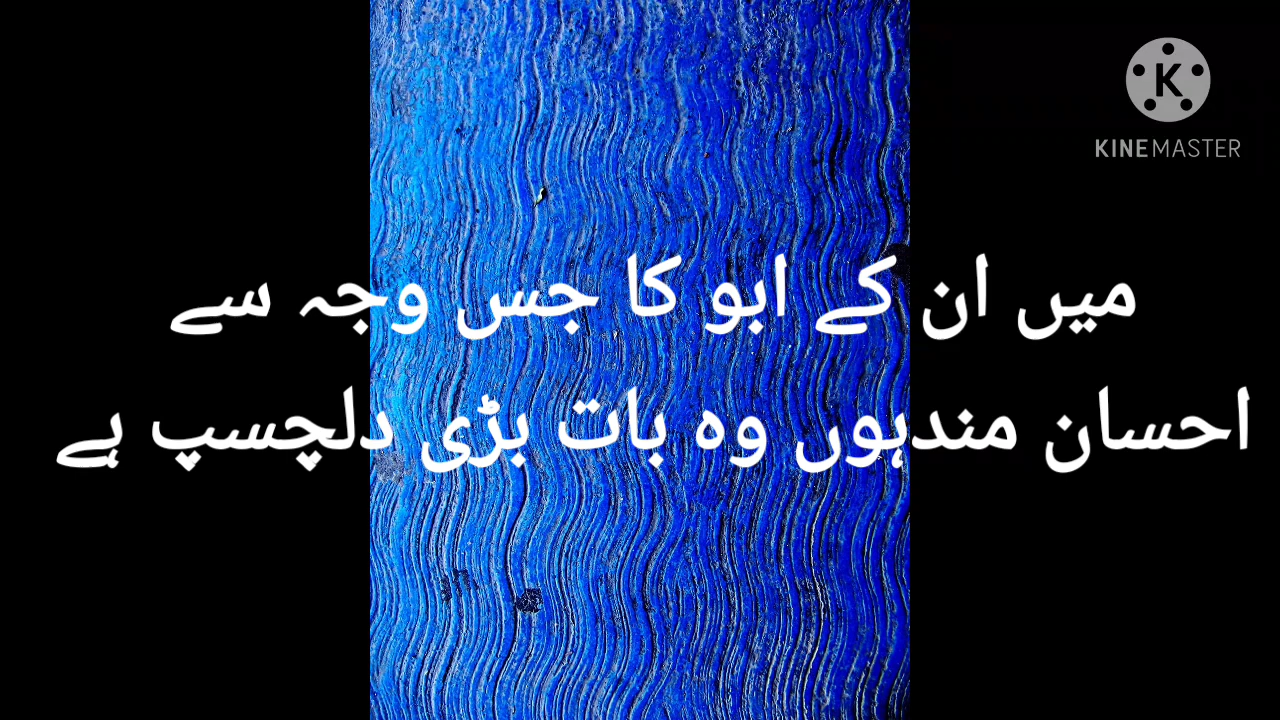 KINEMASTER
میں ان کے ابو کا جس وجہ سے
احسان مندہوں وہ بات بڑی دلچسپ ہے